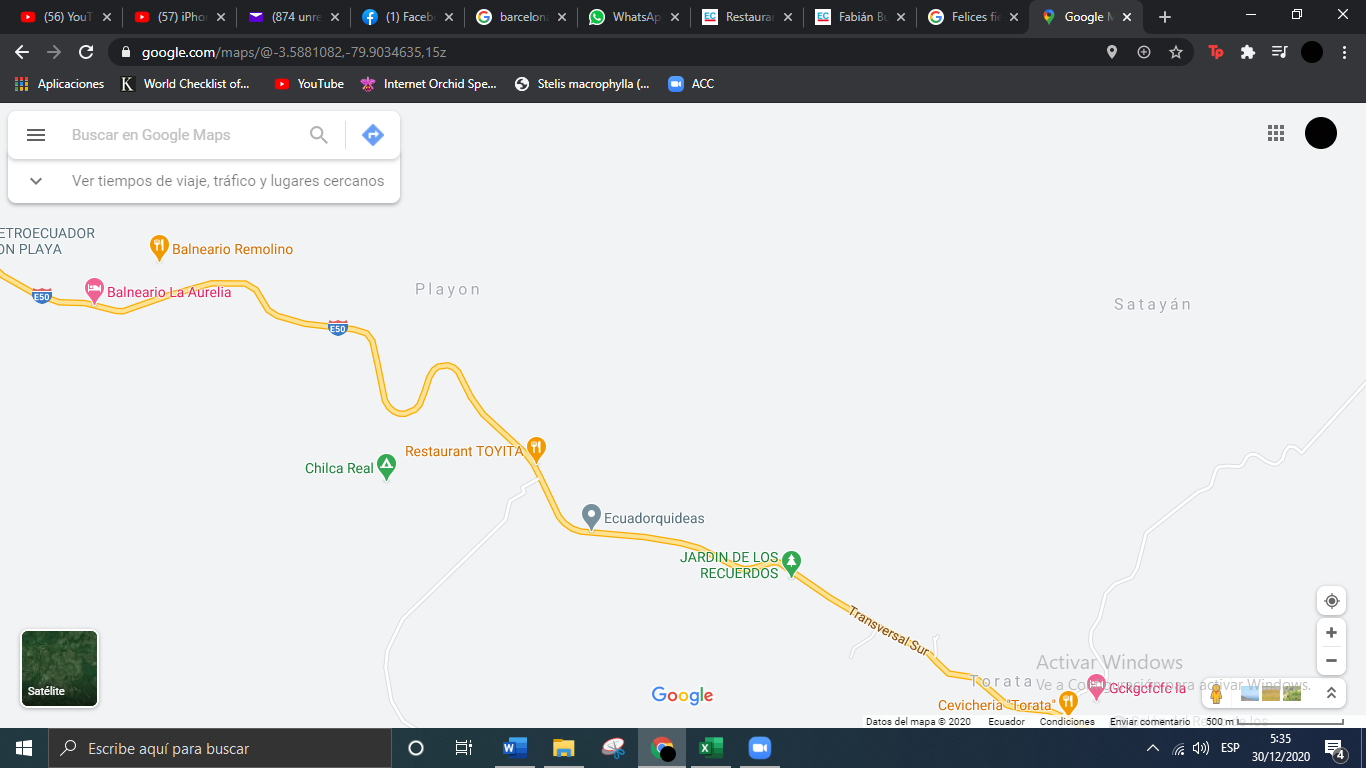 (56) YouT
(57) iPho
(874 unre
(1) Faceb
barcelona
WhatsAp
Restaura
Fabián Bu
Felices fie
Google M
google.com/maps/@-3.5881082,-79.9034635,15z
Aplicaciones
World Checklist of...
YouTube
Internet Orchid Spe...
Stelis macrophylla (...
ACC
Buscar en Google Maps
Ver tiempos de viaje, tráfico y lugares cercanos
ETROECUADOR
ON PLAYA
Balneario Remolino
E50
Balneario La Aurelia
Playon
Satayán
E50
Restaurant TOYITA
Chilca Real
Ecuadorquideas
JARDIN DE LOS
RECUERDOS
Transversal Sur
Torata
Cevicheria "Torata"
Gckgcfcfc la
Activar Windows
Ve a Configuración para activar Windows.
Satélite
Google
Datos del mapa © 2020
Ecuador
Condiciones
Enviar comentario
500 m
Escribe aquí para buscar
ESP
5:35
30/12/2020
4